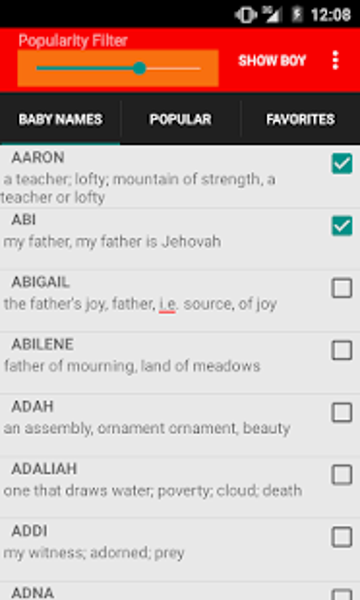 3G 12:08
Popularity Filter
SHOW BOY
BABY NAMES POPULAR FAVORITES
AARON
a teacher; lofty; mountain of strength, a
teacher or lofty
ABI
my father, my father is Jehovah
ABIGAIL
the father's joy, father, i.e. source, of joy
ABILENE
father of mourning, land of meadows
ADAH
an assembly, ornament ornament, beauty
ADALIAH
one that draws water; poverty; cloud; death
ADDI
my witness; adorned; prey
ADNA